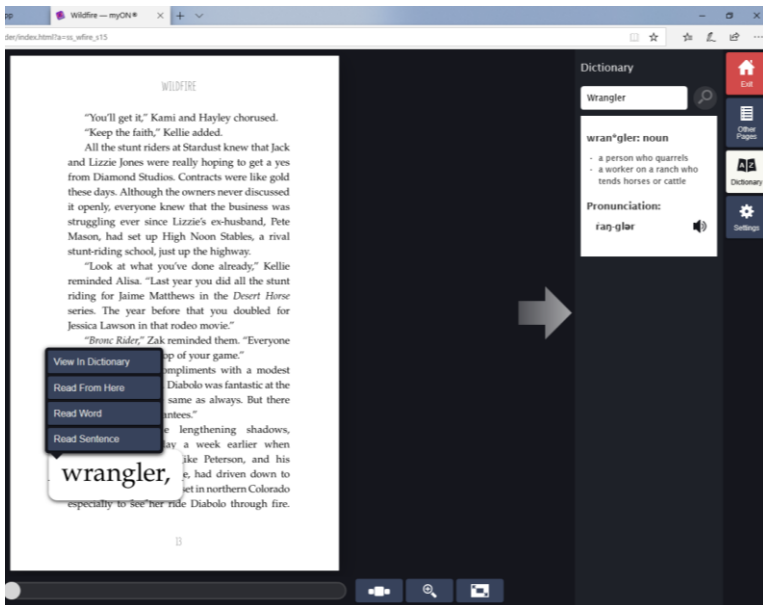 op
Wildfire — myON®
der/index.html?a=ss_wfire_s15
WILDFIRE
“You’ll get it,” Kami and Hayley chorused.
“Keep the faith,” Kellie added.
All the stunt riders at Stardust knew that Jack
and Lizzie Jones were really hoping to get a yes
from Diamond Studios. Contracts were like gold
these days. Although the owners never discussed
it openly, everyone knew that the business was
struggling ever since Lizzie’s ex-husband, Pete
Mason, had set up High Noon Stables, a rival
stunt-riding school, just up the highway.
“Look at what you’ve done already,” Kellie
reminded Alisa. “Last year you did all the stunt
riding for Jaime Matthews in the Desert Horse
series. The year before that you doubled for
Jessica Lawson in that rodeo movie.”
“Bronc Rider,” Zak reminded them. “Everyone
op of your game.”
mpliments with a modest
Diabolo was fantastic at the
same as always. But there
antees.”
lengthening shadows,
lay a week earlier when
ike Peterson, and his
e, had driven down to
set in northern Colorado
especially to see her ride Diabolo through fire.
13
View In Dictionary
Read From Here
Read Word
Read Sentence
wrangler,
Dictionary
Wrangler
wran*gler: noun
- a person who quarrels
- a worker on a ranch who
tends horses or cattle
Pronunciation:
ˈraŋ-glər
Exit
Other
Pages
AZ
Dictionary
Settings